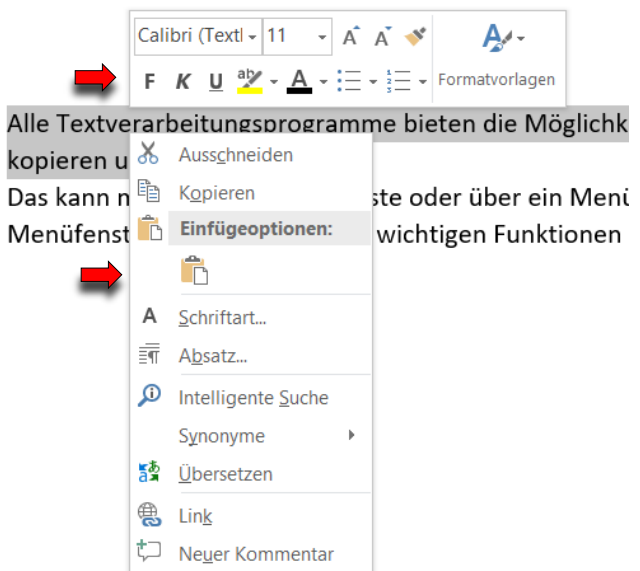 Calibri (Textl 11 A A
F K U ab A Formatvorlagen
Alle Textverarbeitungsprogramme bieten die Möglichk
kopieren u
Das kann n ste oder über ein Menü
Menüfenst wichtigen Funktionen
Ausschneiden
Kopieren
Einfügeoptionen:
A Schriftart...
Absatz...
Intelligente Suche
Synonyme
Übersetzen
Link
Neuer Kommentar